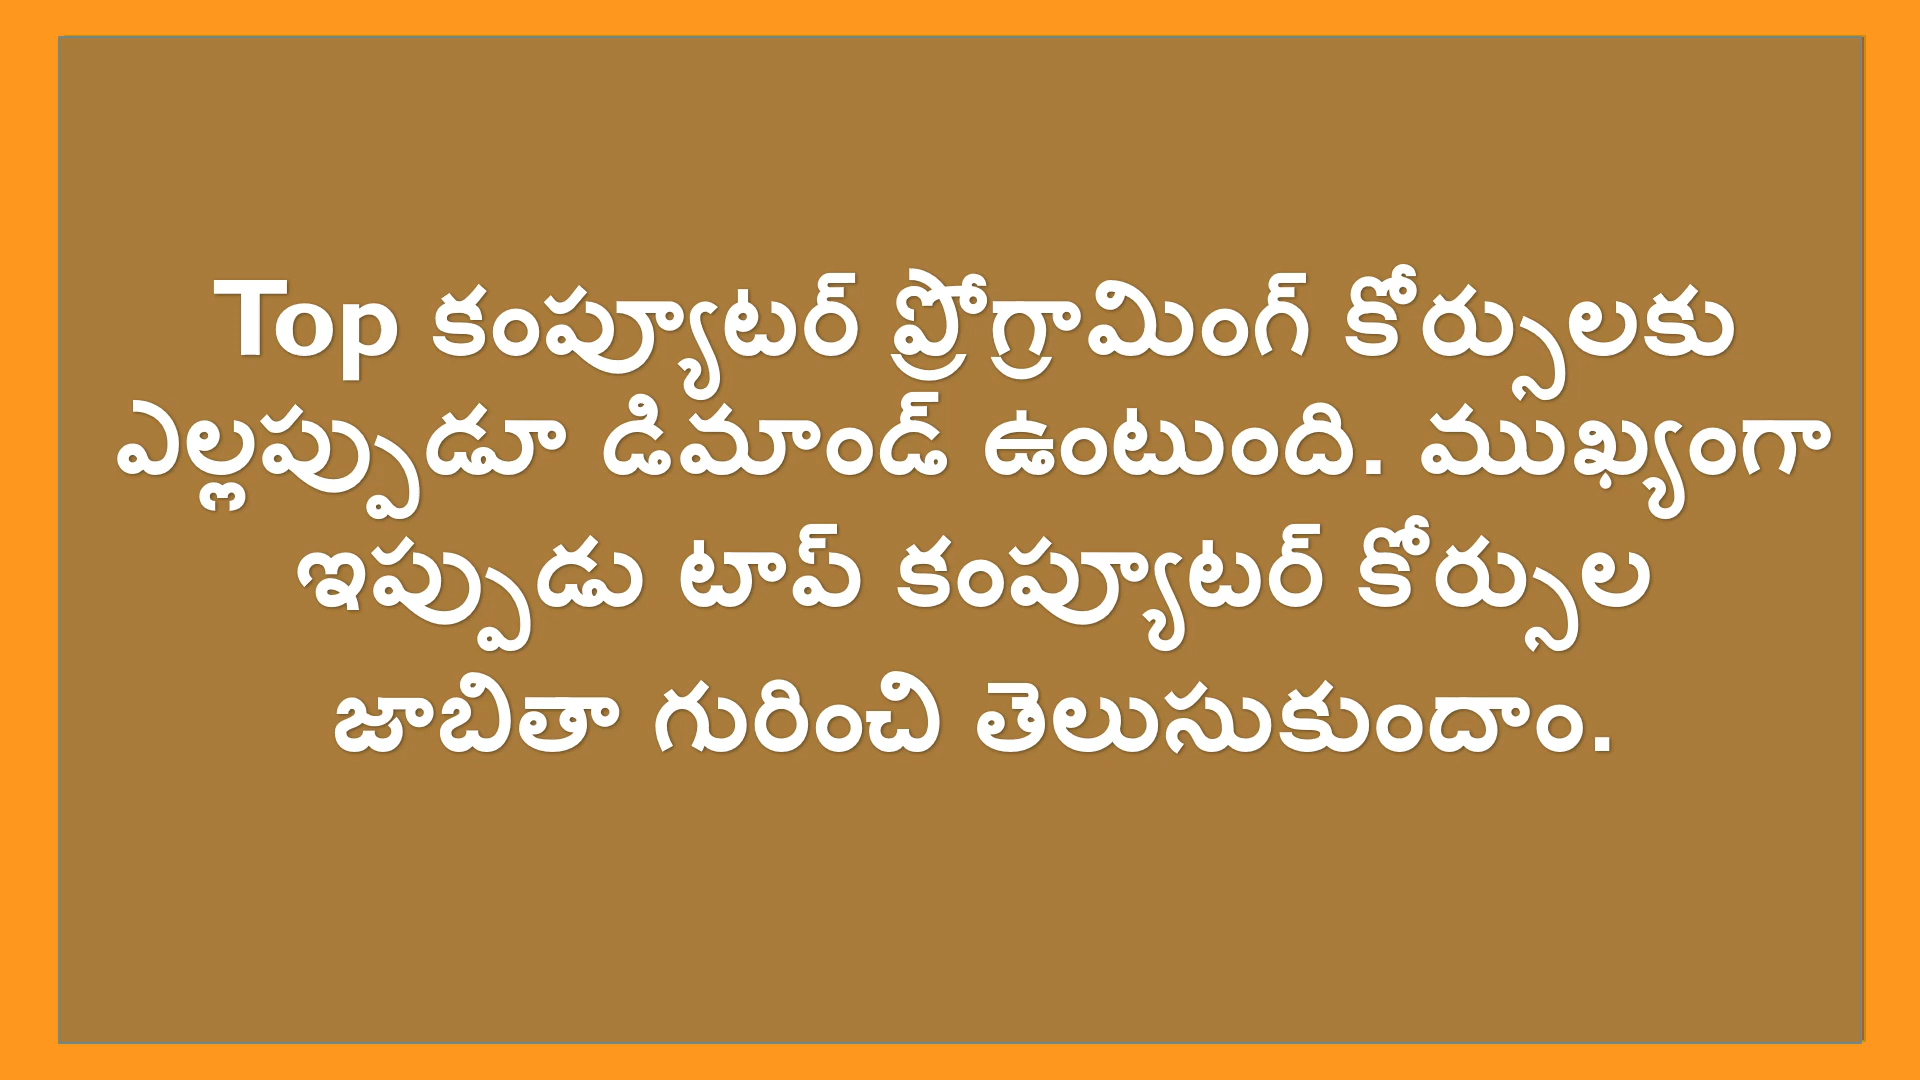 Top కంప్యూటర్ ప్రోగ్రామింగ్ కోర్సులకు
ఎల్లప్పుడూ డిమాండ్ ఉంటుంది. ముఖ్యంగా
ఇప్పుడు టాప్ కంప్యూటర్ కోర్సుల
జాబితా గురించి తెలుసుకుందాం.